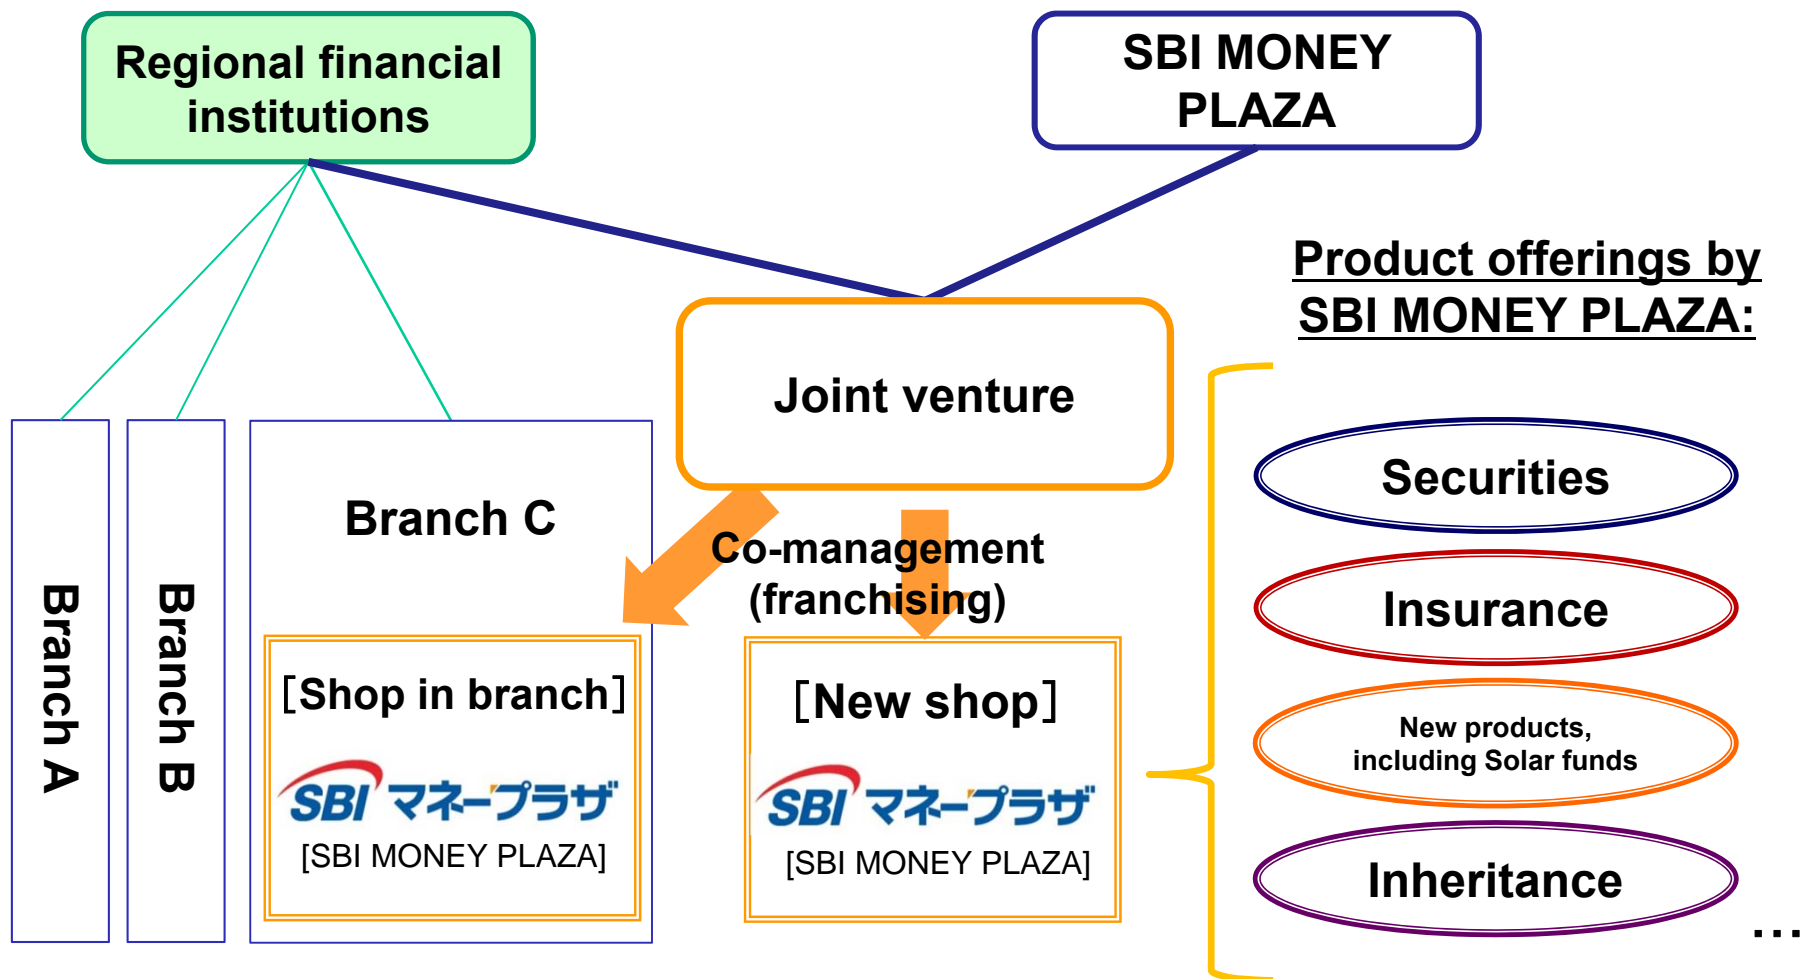 Regional financial
institutions
SBI MONEY
PLAZA
Product offerings by
SBI MONEY PLAZA:
Joint venture
Branch A
Branch B
Branch C
Co-management
(franchising)
[Shop in branch]
SBI マネープラザ
[SBI MONEY PLAZA]
[New shop]
SBI マネープラザ
[SBI MONEY PLAZA]
Securities
Insurance
New products,
including Solar funds
Inheritance
…